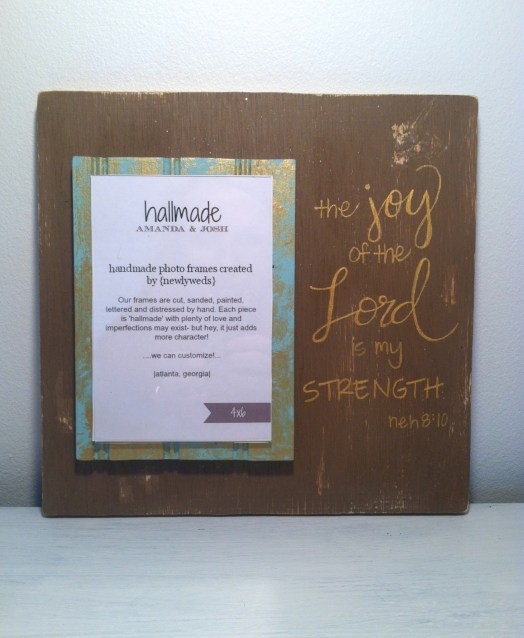 hallmade
AMANDA & JOSH
handmade photo frames created
by {newlyweds}
Our frames are cut, sanded, painted,
lettered and distressed by hand. Each piece
is 'hallmade' with plenty of love and
imperfections may exist- but hey, it just adds
more character!
....we can customize!..
|atlanta, georgia|
4x6
the joy
of the
Lord
is my
STRENGTH
neh 8:10